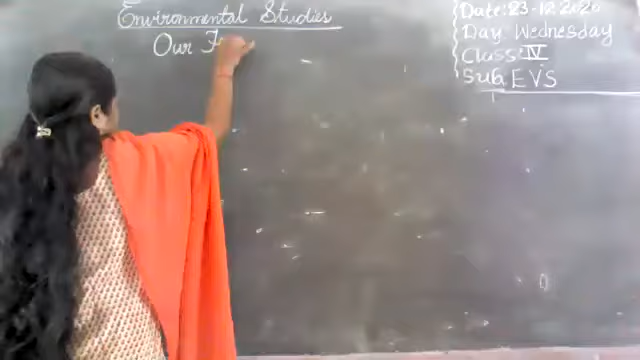 Environmental Studies
Our F
Date: 23-12-2020
Day: Wednesday
Class: IV
Sub: EVS